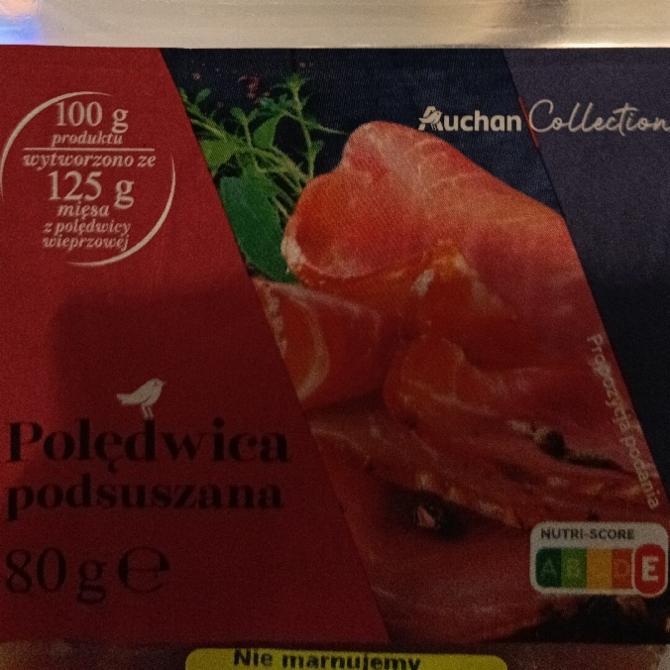 100 g
produktu
wytworzono ze
125 g
mięsa
z polędwicy
wieprzowej
Auchan Collection
Propozycja podania
Polędwica
podsuszana
80 g ℮
NUTRI-SCORE
A B C D E
Nie marnujemy